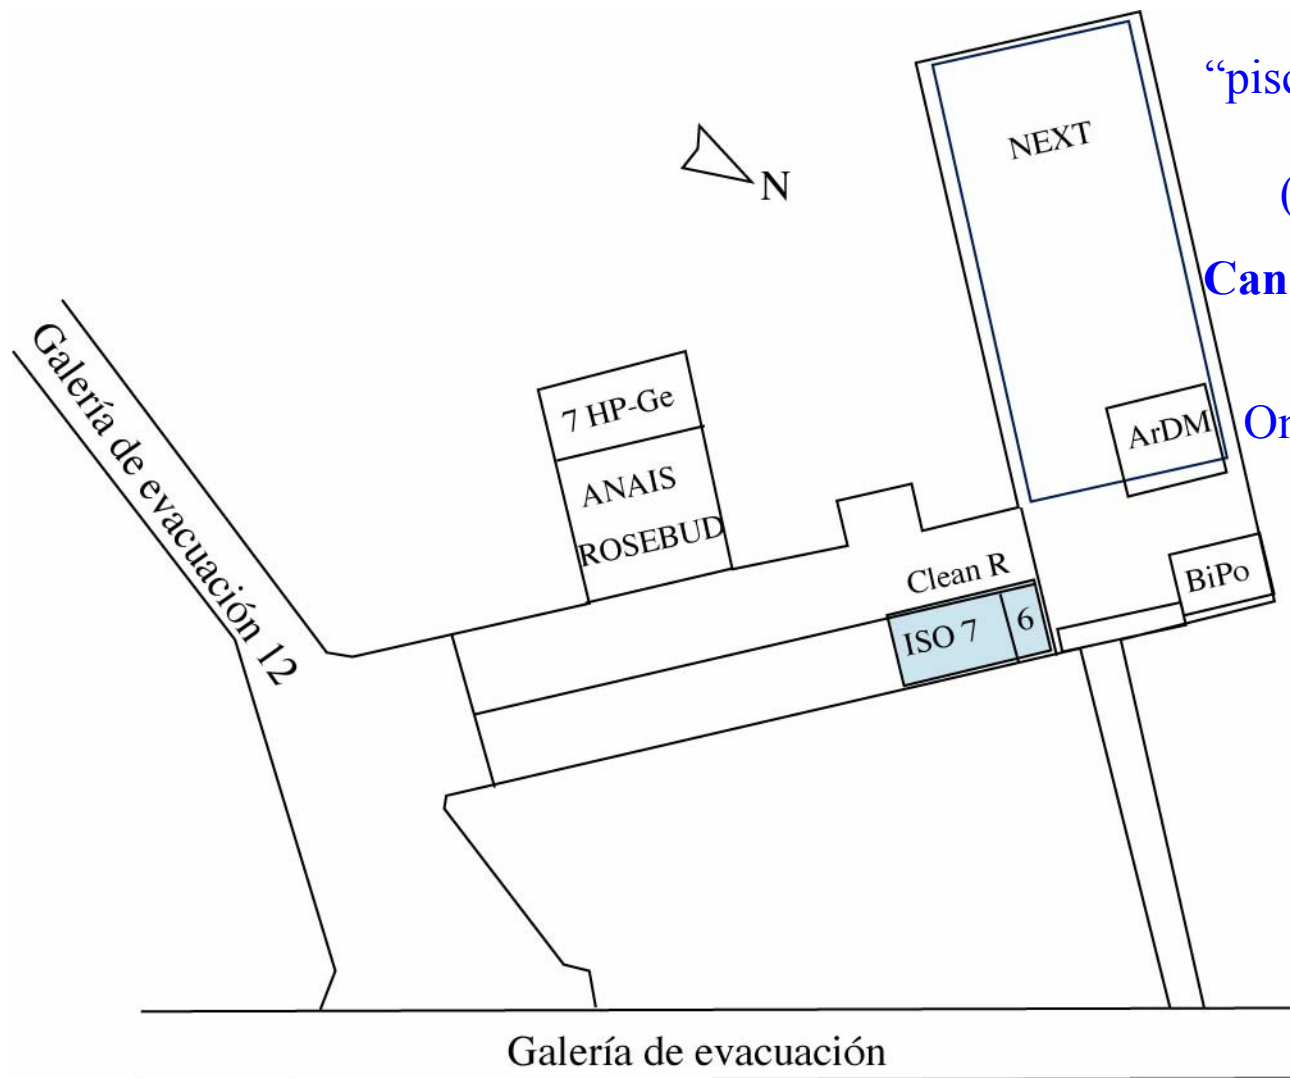 “pisc
NEXT
N
(
Can
Galería de evacuación 12
7 HP-Ge
ArDM
Or
ANAIS
ROSEBUD
Clean R
BiPo
ISO 7
6
Galería de evacuación